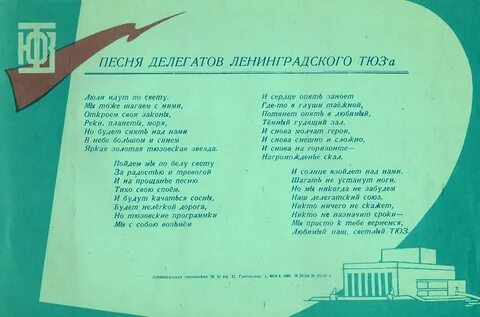 ТЮЗ
ПЕСНЯ ДЕЛЕГАТОВ ЛЕНИНГРАДСКОГО ТЮЗ-а
Люди идут по свету.
Мы тоже шагаем с ними,
Откроем свои законы,
Реки, планеты, моря,
Но будет сиять над нами
В небе большом и синем
Яркая золотая тюзовская звезда.
Пойдем мы по белу свету
За радостью и тревогой
И на прощанье песню
Тихо свою споём.
И будут качаться сосны,
Будет нелёгкой дорога,
Но тюзовские программки
Мы с собою возьмём
И сердце опять заноет
Где-то в глуши таёжной,
Потянет опять в любимый,
Тёмный гудящий зал,
И снова молчат герои,
И снова смешно и сложно,
И снова на горизонте—
Нагроможденье скал.
И солнце взойдет над нами.
Шагать не устанут ноги.
Но мы никогда не забудем
Наш делегатский союз.
Никто ничего не скажет,
Никто не назначит сроки—
Мы просто к тебе вернемся,
Любимый наш, светлый ТЮЗ.